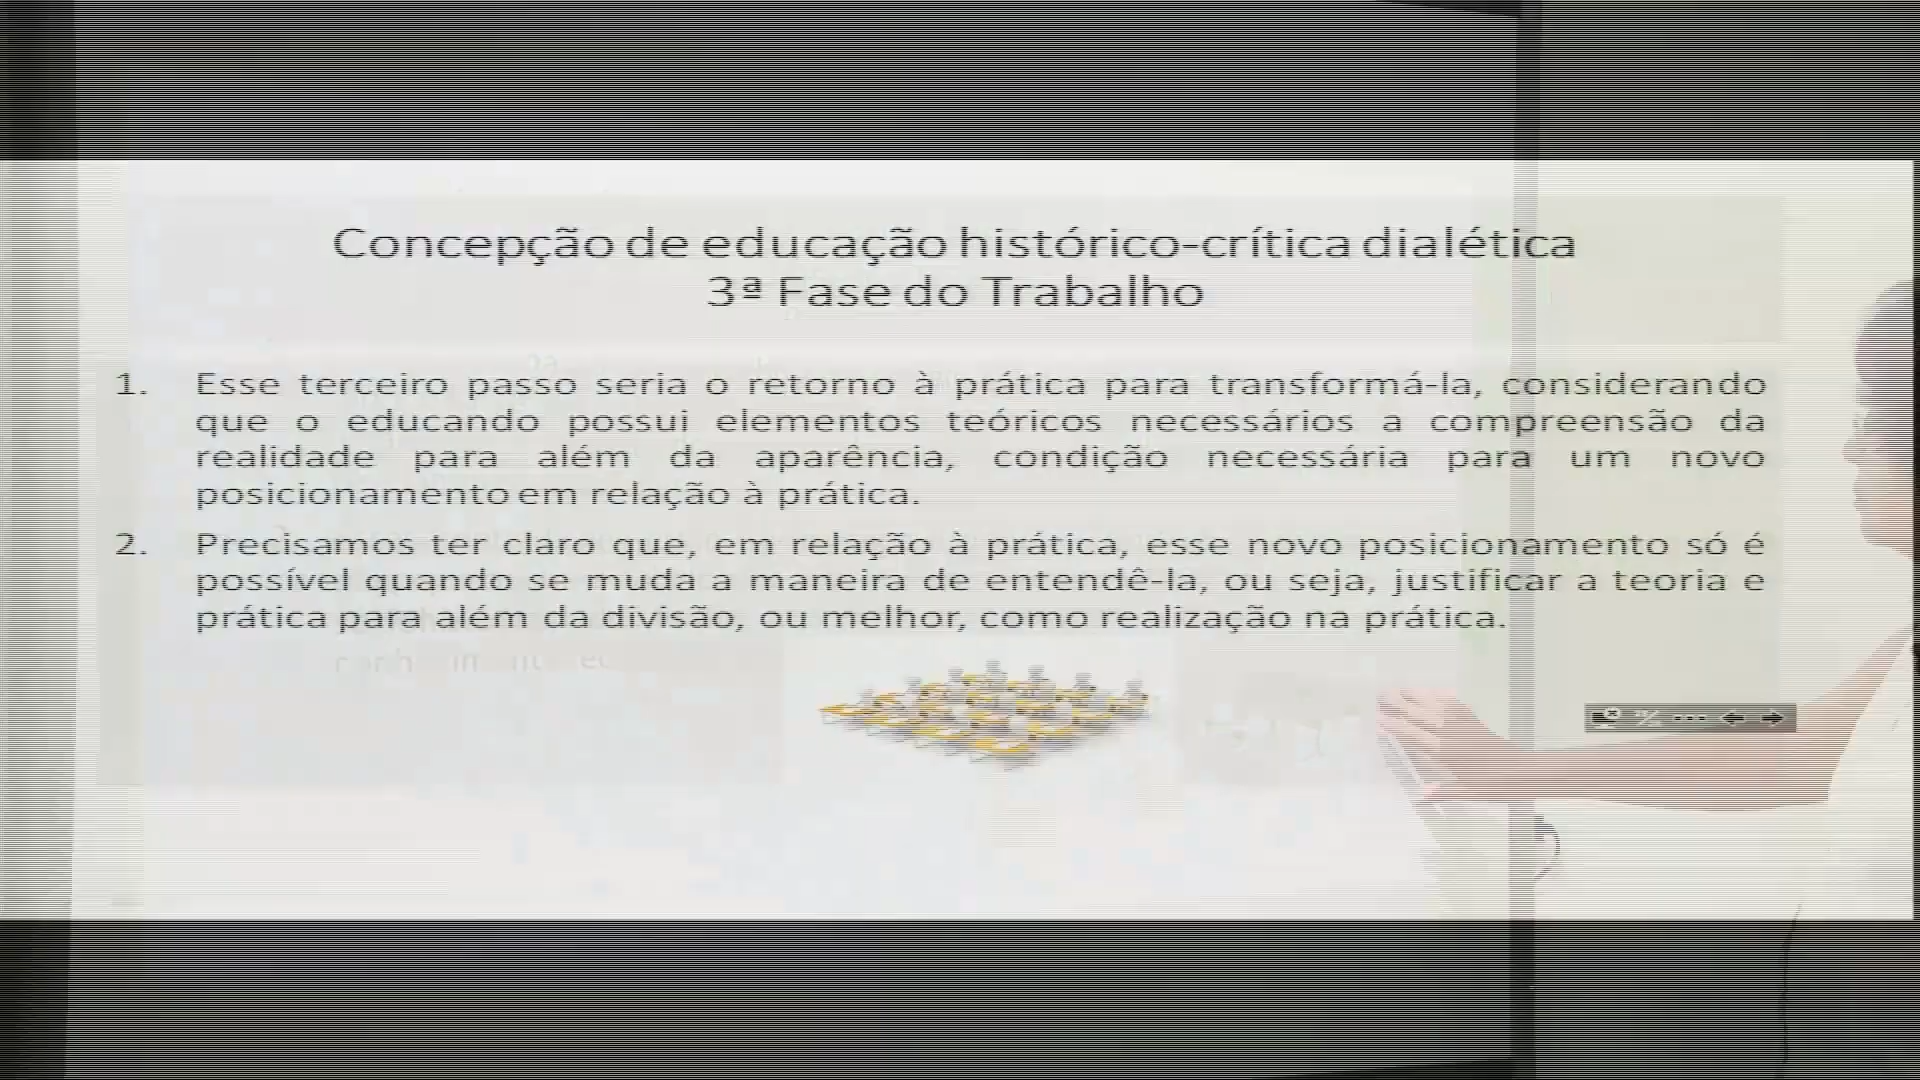 Concepção de educação histórico-crítica dialética
3ª Fase do Trabalho
1. Esse terceiro passo seria o retorno à prática para transformá-la, considerando
que o educando possui elementos teóricos necessários a compreensão da
realidade para além da aparência, condição necessária para um novo
posicionamento em relação à prática.
2. Precisamos ter claro que, em relação à prática, esse novo posicionamento só é
possível quando se muda a maneira de entendê-la, ou seja, justificar a teoria e
prática para além da divisão, ou melhor, como realização na prática.